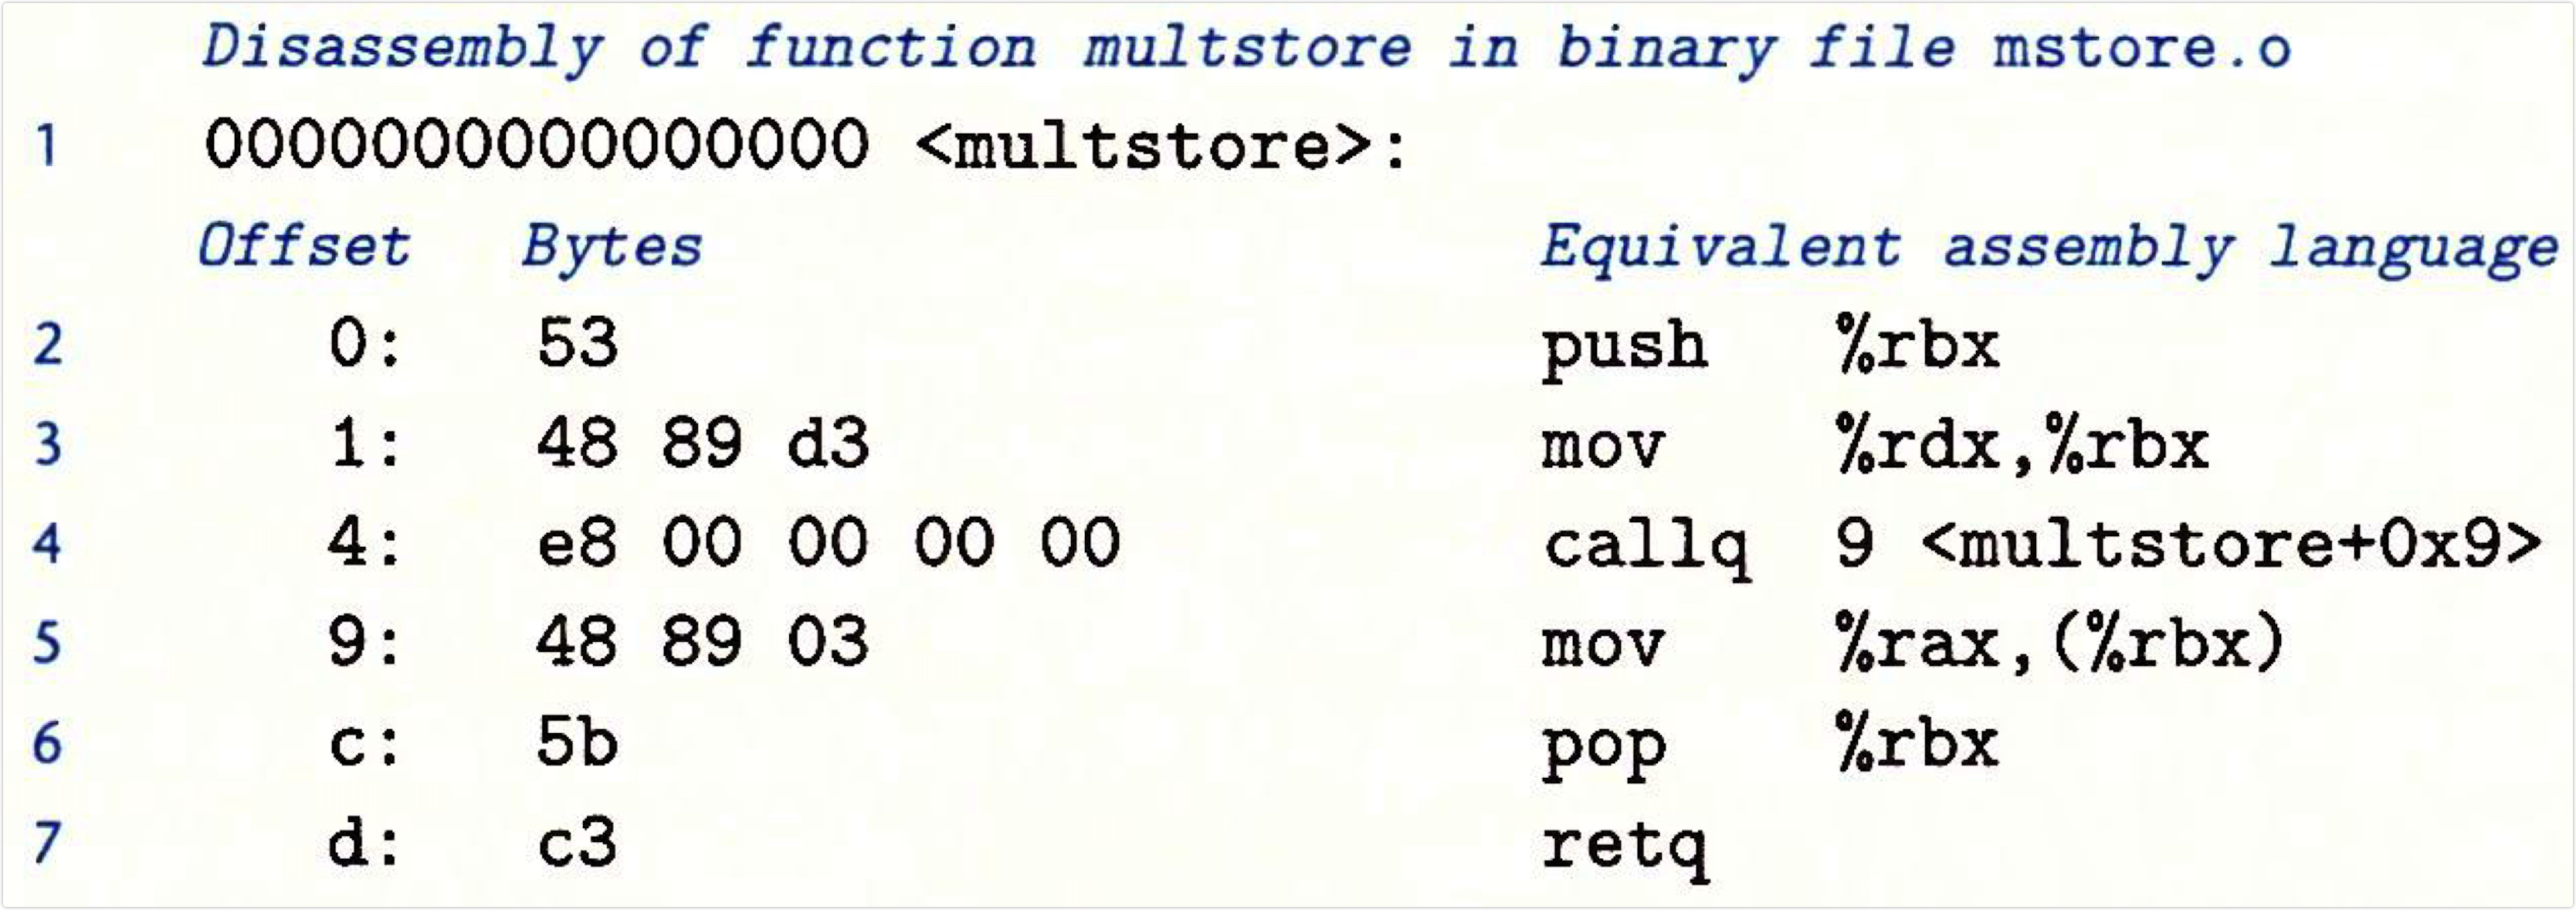 Disassembly of function multstore in binary file mstore.o
1 0000000000000000 <multstore>:
Offset Bytes Equivalent assembly language
2 0: 53 push %rbx
3 1: 48 89 d3 mov %rdx,%rbx
4 4: e8 00 00 00 00 callq 9 <multstore+0x9>
5 9: 48 89 03 mov %rax,(%rbx)
6 c: 5b pop %rbx
7 d: c3 retq